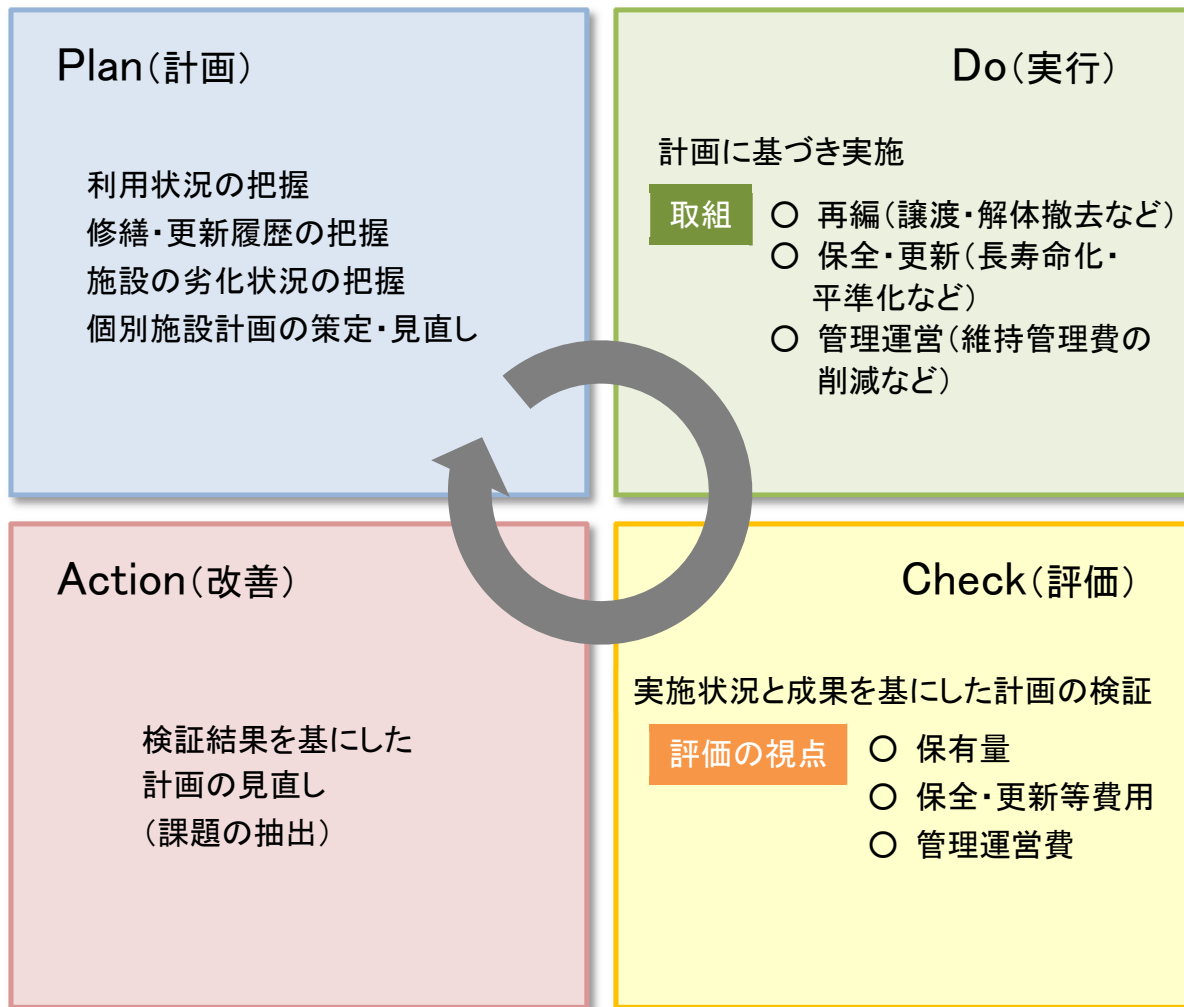 Plan（計画）
利用状況の把握
修繕・更新履歴の把握
施設の劣化状況の把握
個別施設計画の策定・見直し
Do（実行）
計画に基づき実施
取組
○ 再編（譲渡・解体撤去など）
○ 保全・更新（長寿命化・
平準化など）
○ 管理運営（維持管理費の
削減など）
Action（改善）
検証結果を基にした
計画の見直し
（課題の抽出）
Check（評価）
実施状況と成果を基にした計画の検証
評価の視点
○ 保有量
○ 保全・更新等費用
○ 管理運営費